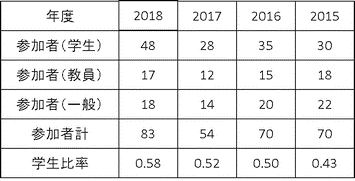 年度 2018 2017 2016 2015
参加者(学生) 48 28 35 30
参加者(教員) 17 12 15 18
参加者(一般) 18 14 20 22
参加者計 83 54 70 70
学生比率 0.58 0.52 0.50 0.43